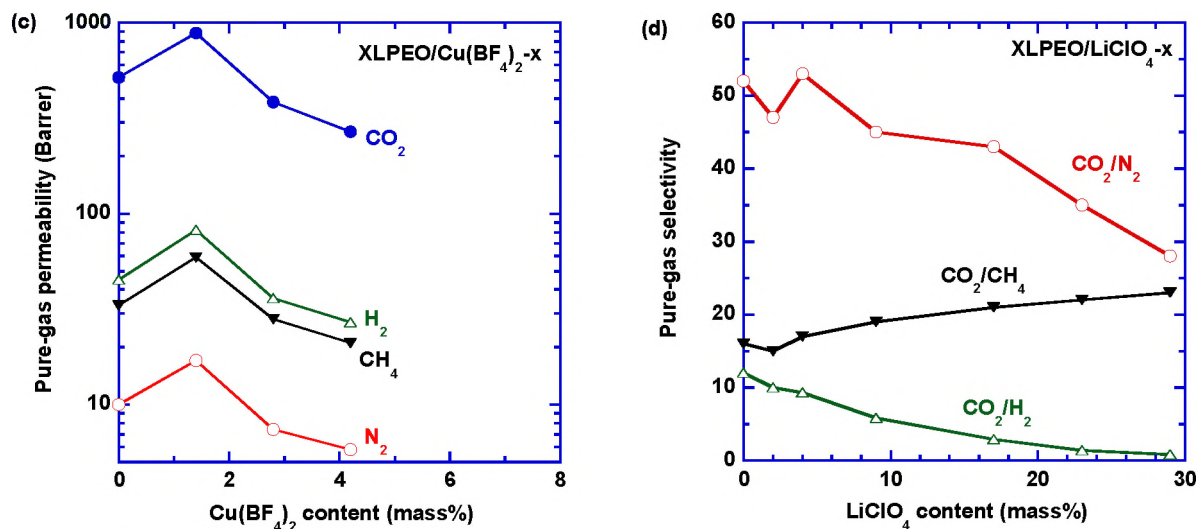 (c)
XLPEO/Cu(BF₄)₂-x
Pure-gas permeability (Barrer)
1000
100
10
CO₂
H₂
CH₄
N₂
0 2 4 6 8
Cu(BF₄)₂ content (mass%)
(d)
XLPEO/LiClO₄-x
Pure-gas selectivity
60
50
40
30
20
10
0
CO₂/N₂
CO₂/CH₄
CO₂/H₂
0 10 20 30
LiClO₄ content (mass%)